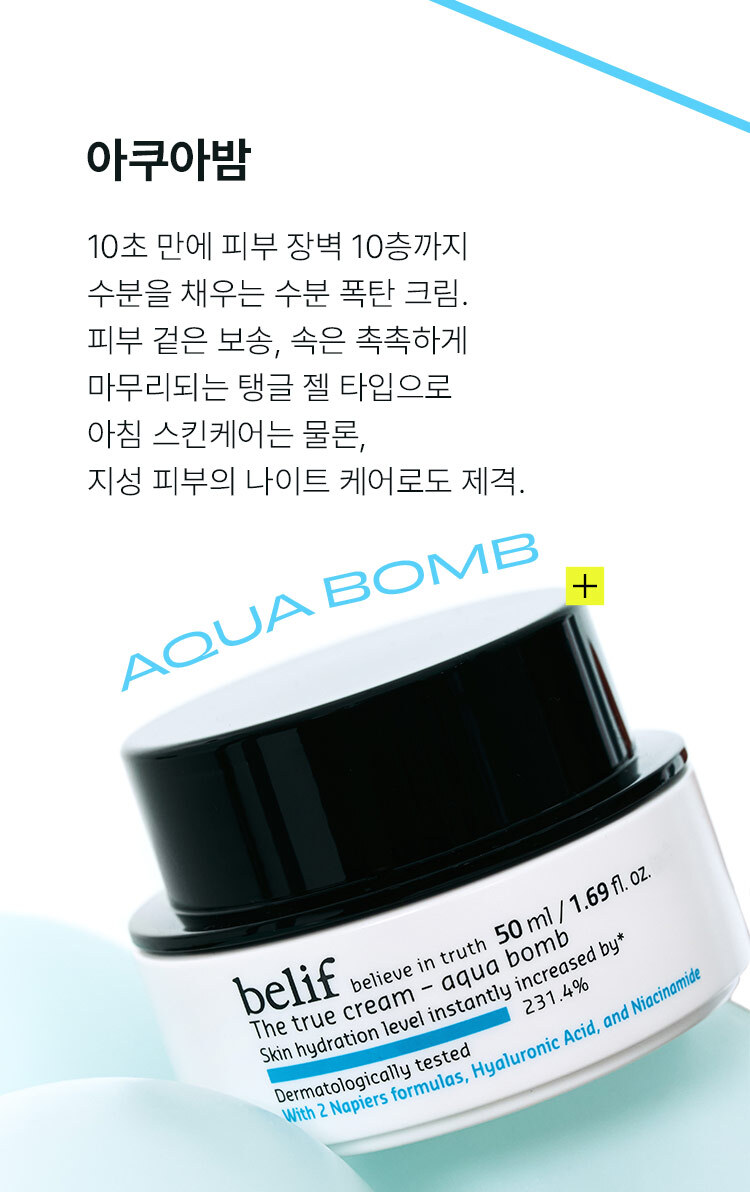 아쿠아밤
10초 만에 피부 장벽 10층까지
수분을 채우는 수분 폭탄 크림.
피부 겉은 보송, 속은 촉촉하게
마무리되는 탱글 젤 타입으로
아침 스킨케어는 물론,
지성 피부의 나이트 케어로도 제격.
AQUA BOMB
+
belif believe in truth 50 ml / 1.69 fl. oz.
The true cream – aqua bomb
Skin hydration level instantly increased by*
231.4%
Dermatologically tested
With 2 Napiers formulas, Hyaluronic Acid, and Niacinamide